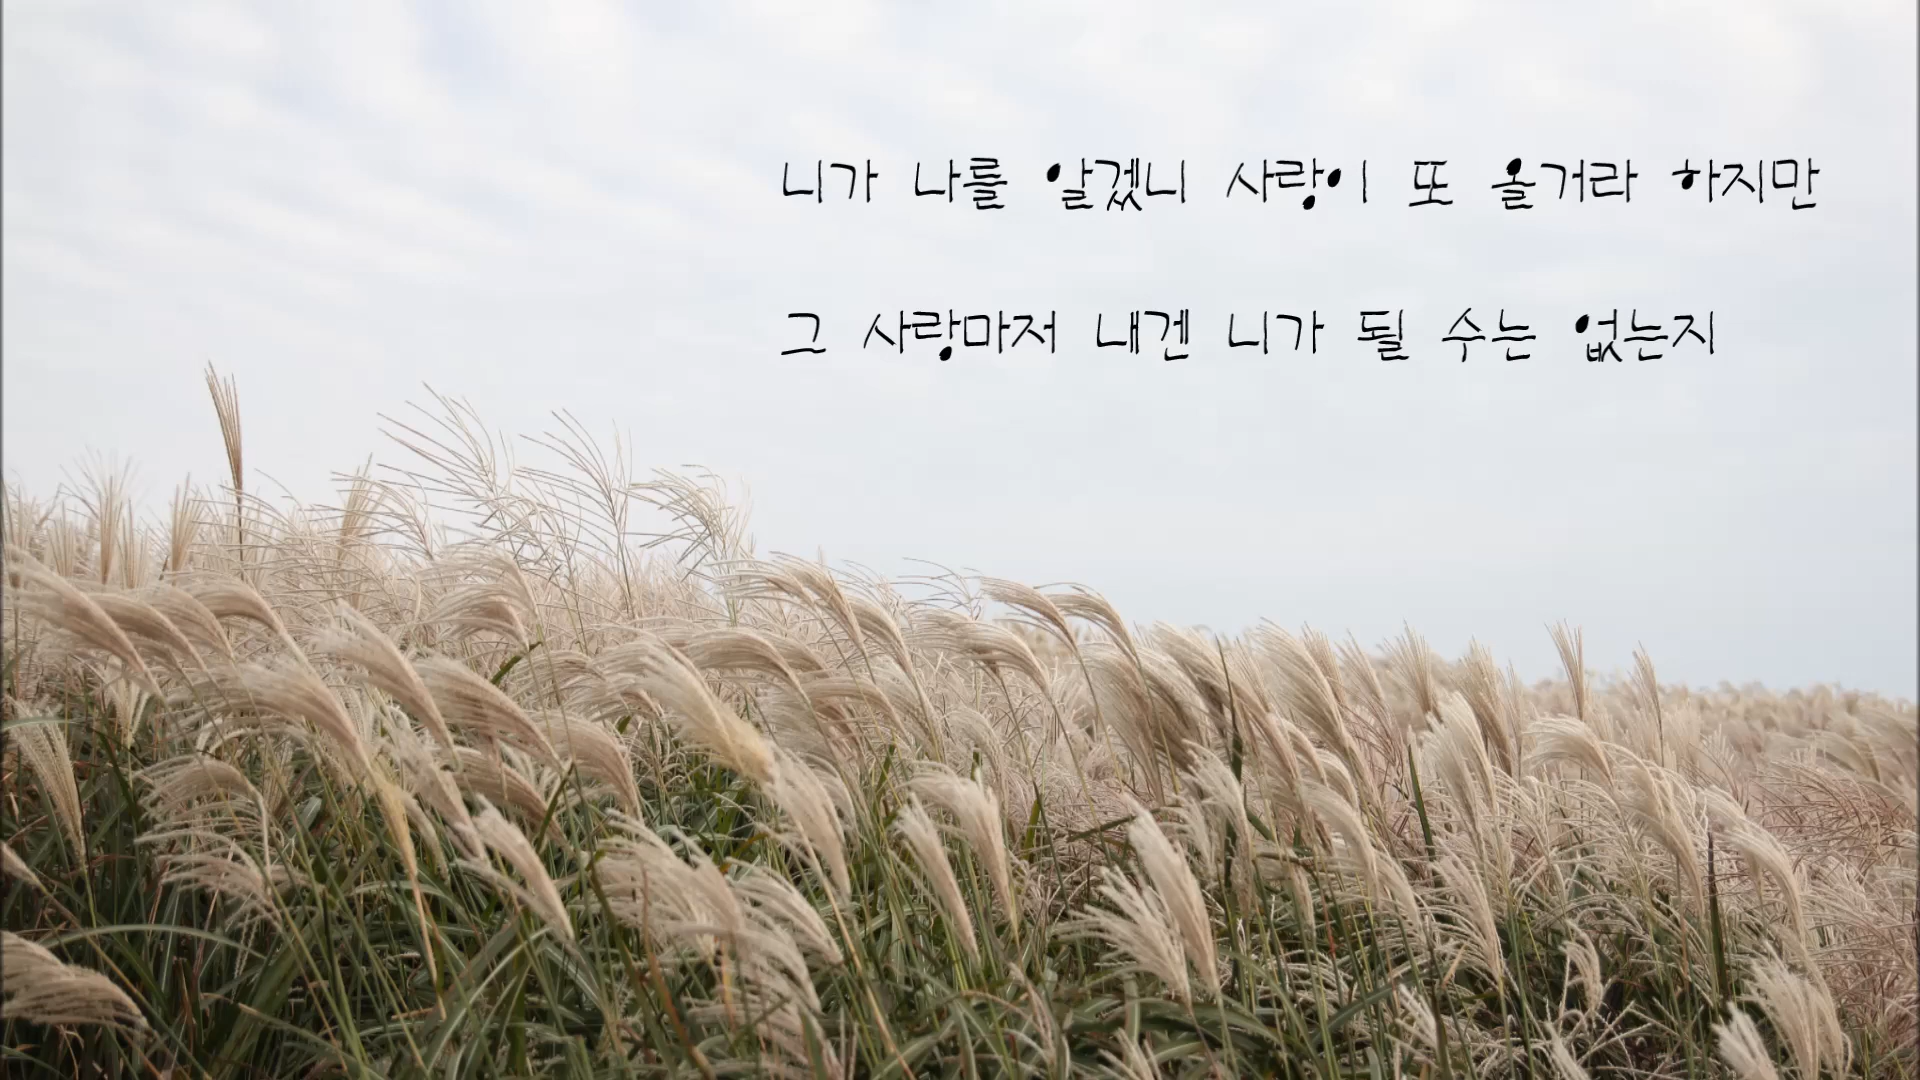 니가 나를 알겠니 사랑이 또 올거라 하지만
그 사랑마저 내겐 니가 될 수는 없는지